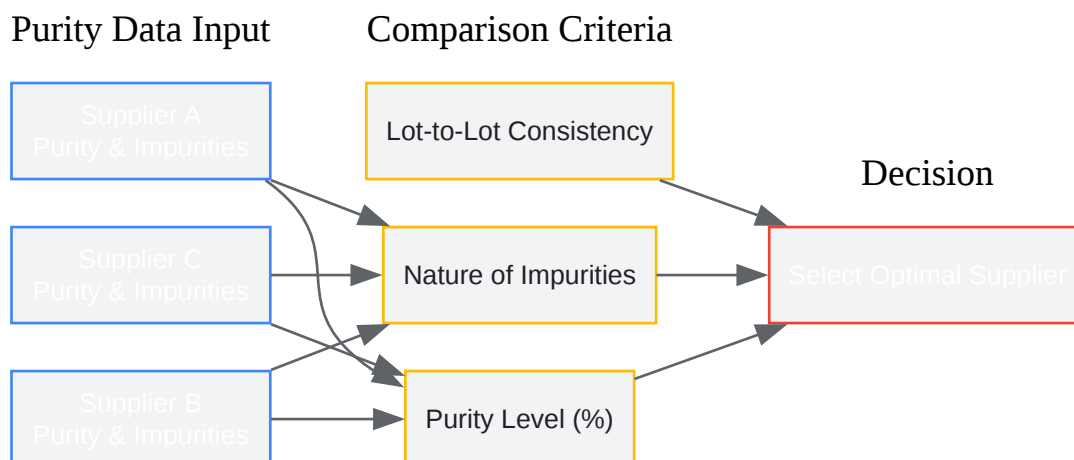 Purity Data Input
Comparison Criteria
Supplier A
Purity & Impurities
Lot-to-Lot Consistency
Decision
Supplier C
Purity & Impurities
Nature of Impurities
Select Optimal Supplier
Supplier B
Purity & Impurities
Purity Level (%)